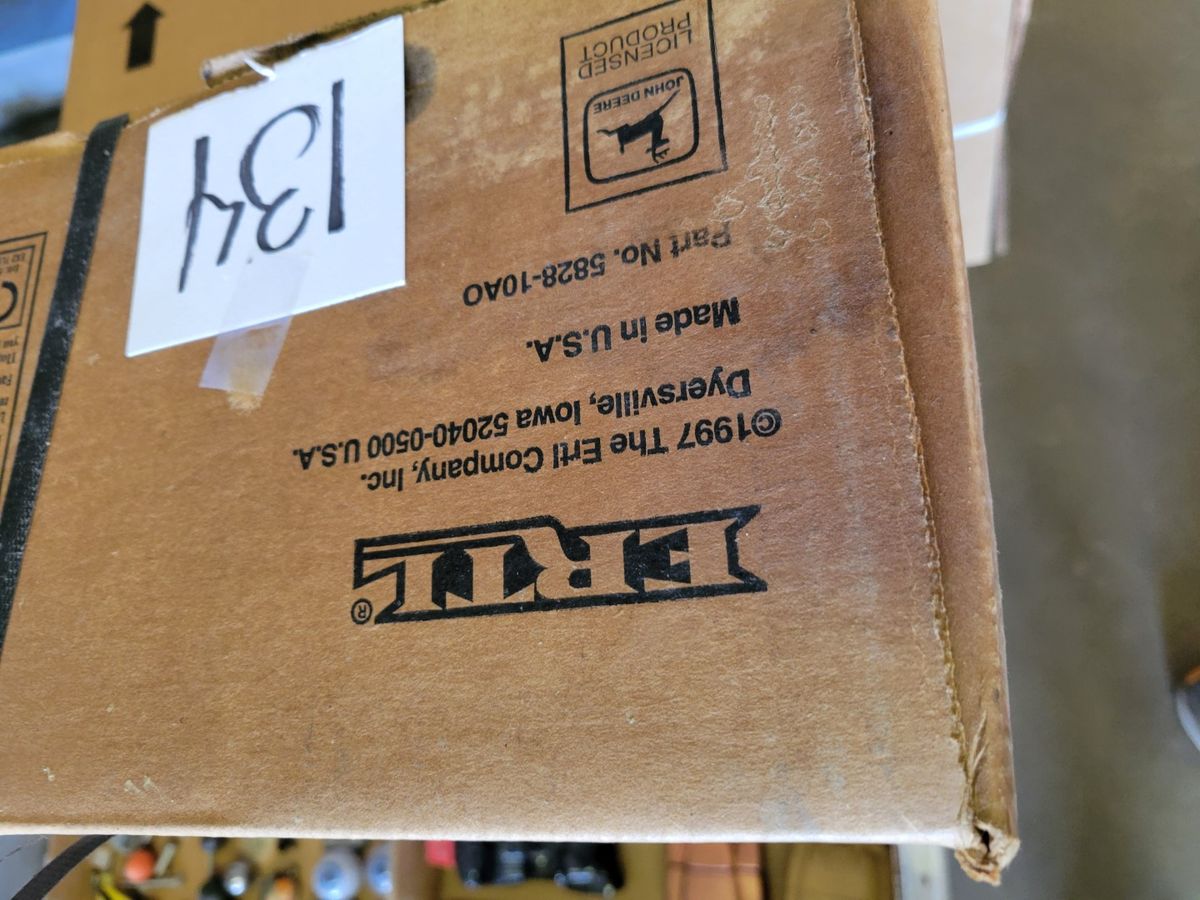 ERTL®
©1997 The Ertl Company, Inc.
Dyersville, Iowa 52040-0500 U.S.A.
Made in U.S.A.
Part No. 5828-10AO
JOHN DEERE
LICENSED
PRODUCT
134